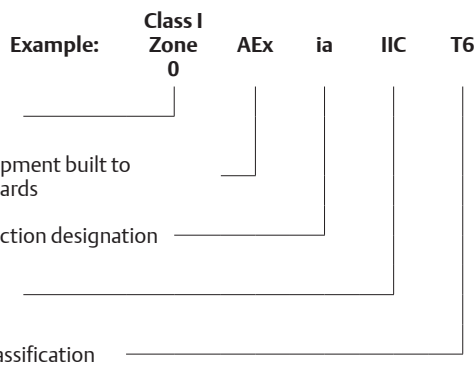 Class I
Example: Zone AEx ia IIC T6
0
pment built to
ards
ction designation
assification